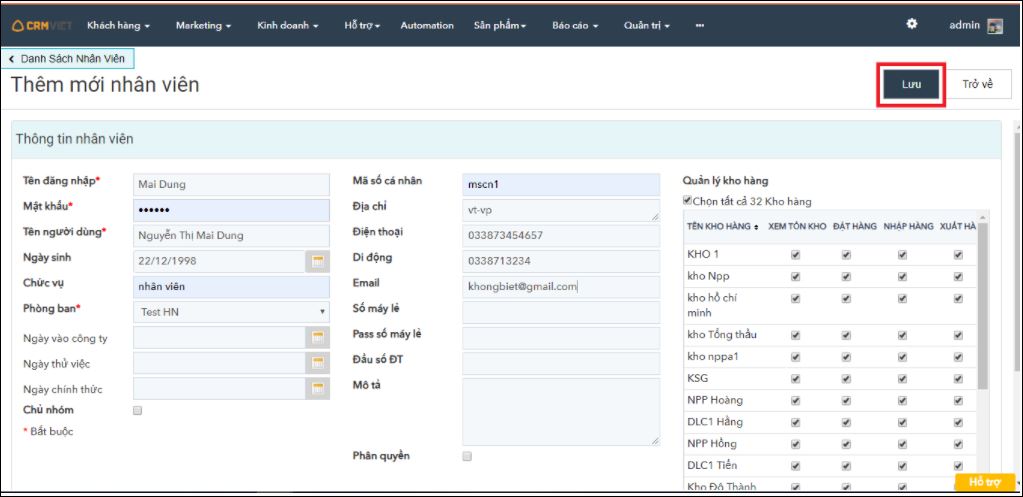 CRMVIET Khách hàng Marketing Kinh doanh Hỗ trợ Automation Sản phẩm Báo cáo Quản trị ••• admin
Danh Sách Nhân Viên
Thêm mới nhân viên Lưu Trở về
Thông tin nhân viên
Tên đăng nhập* Mai Dung
Mật khẩu* ••••••
Tên người dùng* Nguyễn Thị Mai Dung
Ngày sinh 22/12/1998
Chức vụ nhân viên
Phòng ban* Test HN
Ngày vào công ty
Ngày thử việc
Ngày chính thức
Chủ nhóm
* Bắt buộc
Mã số cá nhân mscn1
Địa chỉ vt-vp
Điện thoại 033873454657
Di động 0338713234
Email khongbiet@gmail.com
Số máy lẻ
Pass số máy lẻ
Đầu số ĐT
Mô tả
Phân quyền
Quản lý kho hàng
Chọn tất cả 32 Kho hàng
TÊN KHO HÀNG XEM TỒN KHO ĐẶT HÀNG NHẬP HÀNG XUẤT HÀ
KHO 1
kho Npp
kho hồ chí
minh
kho Tổng thầu
kho nppa1
KSG
NPP Hoàng
DLC1 Hằng
NPP Hồng
DLC1 Tiến
Kho Đô Thành
Hỗ trợ